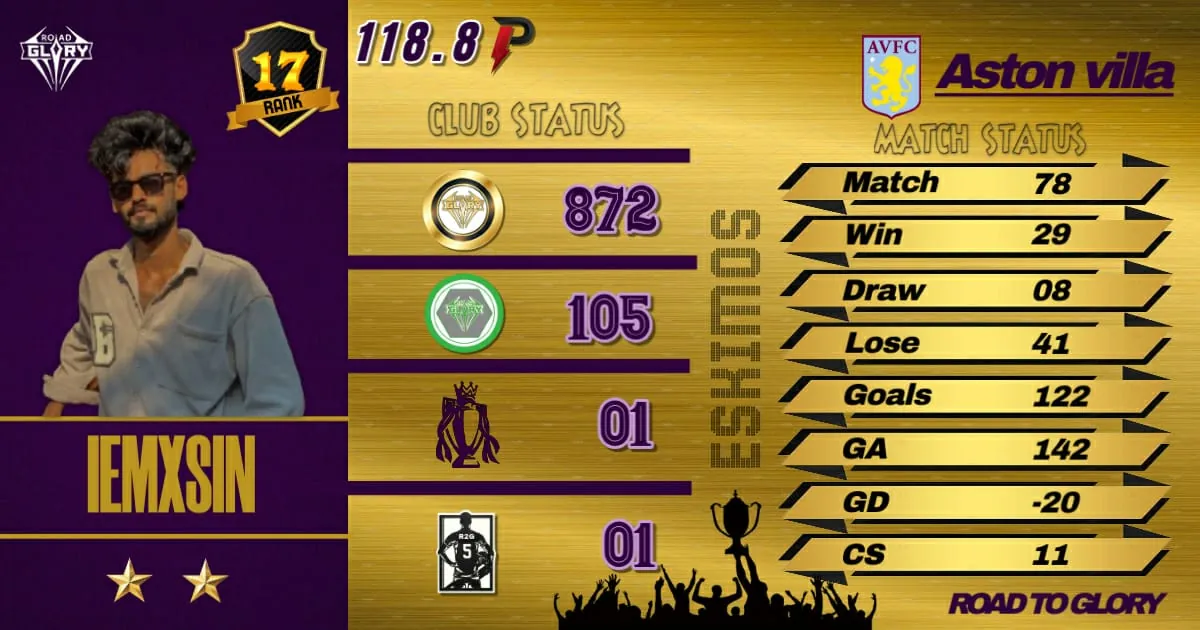 ROAD
GLORY
17
RANK
IEMXSIN
118.8 P
CLUB STATUS
GLORY
872
GLORY
105
01
R2G
5
01
ESKIMOS
AVFC
Aston villa
MATCH STATUS
Match 78
Win 29
Draw 08
Lose 41
Goals 122
GA 142
GD -20
CS 11
ROAD TO GLORY
B